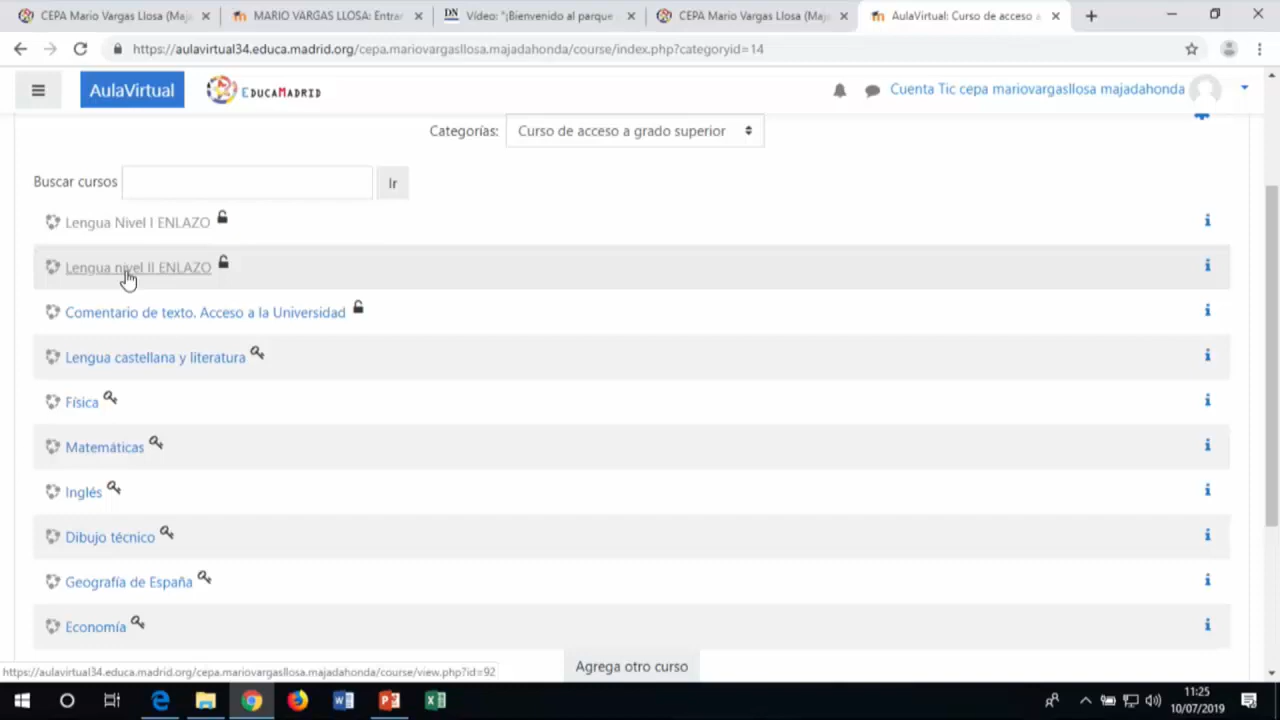 CEPA Mario Vargas Llosa (Maj
MARIO VARGAS LLOSA: Entrar
DN Vídeo: "¡Bienvenido al parque
CEPA Mario Vargas Llosa (Maj
AulaVirtual: Curso de acceso a
https://aulavirtual34.educa.madrid.org/cepa.mariovargasllosa.majadahonda/course/index.php?categoryid=14
AulaVirtual
EDUCAMADRID
Cuenta Tic cepa mariovargasllosa majadahonda
Categorías: Curso de acceso a grado superior
Buscar cursos Ir
Lengua Nivel I ENLAZO
Lengua nivel II ENLAZO
Comentario de texto. Acceso a la Universidad
Lengua castellana y literatura
Física
Matemáticas
Inglés
Dibujo técnico
Geografía de España
Economía
https://aulavirtual34.educa.madrid.org/cepa.mariovargasllosa.majadahonda/course/view.php?id=92
Agrega otro curso
11:25
10/07/2019